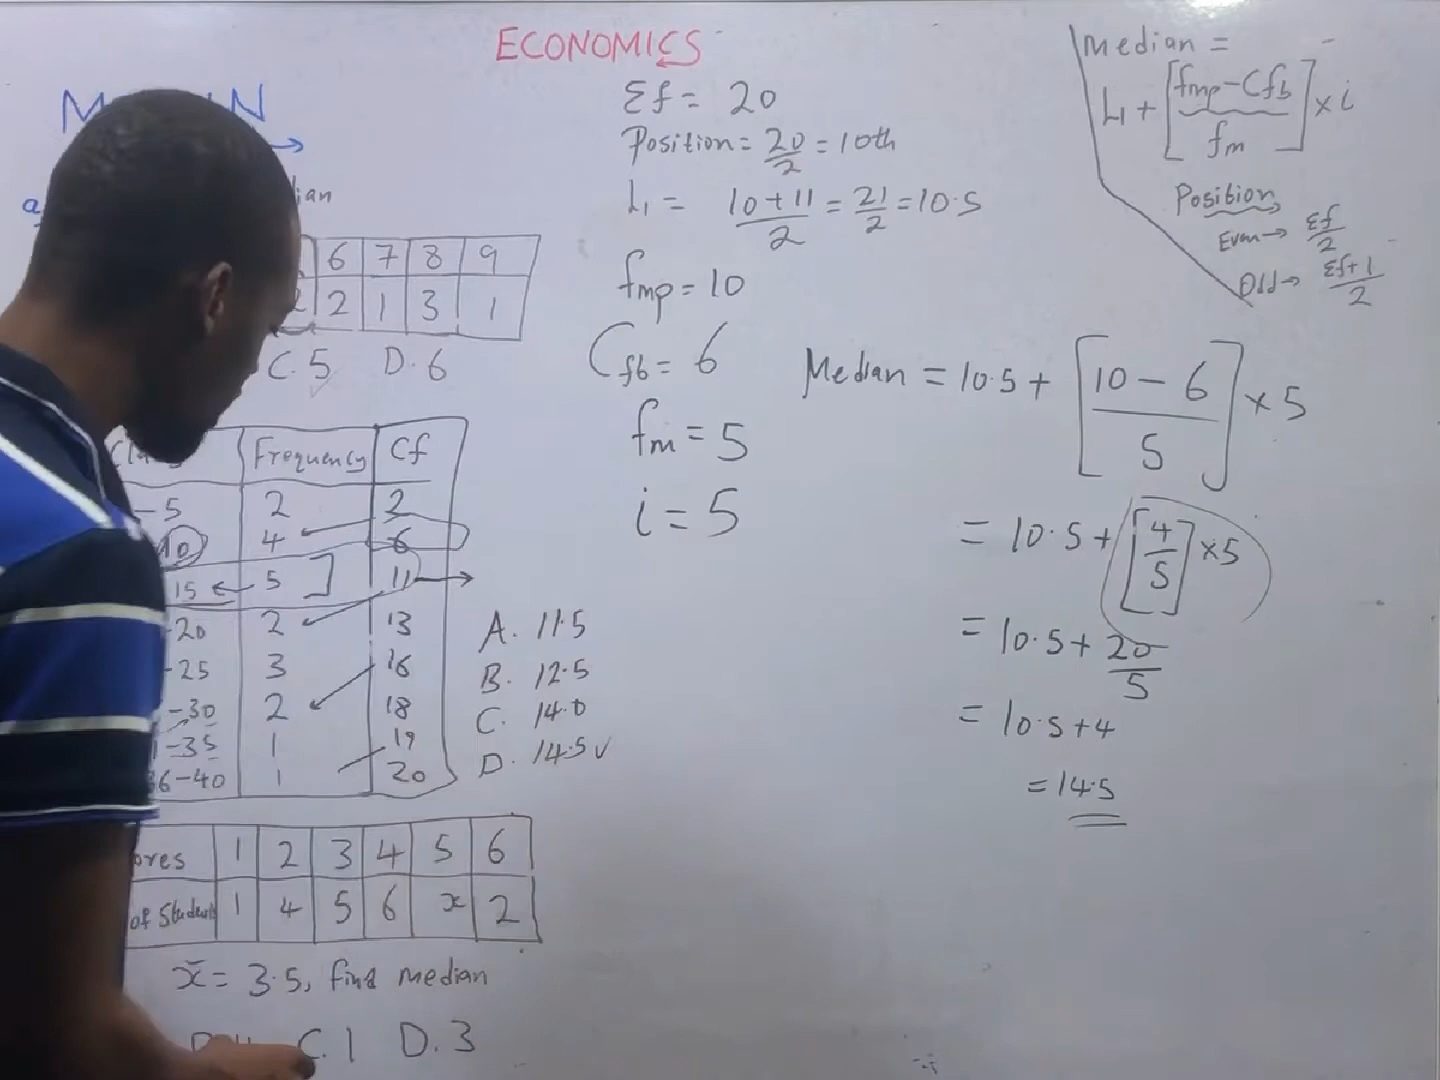 ECONOMICS
6 7 8 9
2 1 3 1
C. 5 D. 6
Frequency Cf
-5 2 2
10 4 6
15 5 11
-20 2 13
-25 3 16
-30 2 18
-35 1 19
36-40 1 20
A. 11.5
B. 12.5
C. 14.0
D. 14.5 ✓
1 2 3 4 5 6
of Students 1 4 5 6 x 2
x̄ = 3.5, find median
C. 1 D. 3
Σf = 20
Position = 20/2 = 10th
L₁ = 10+11/2 = 21/2 = 10.5
fmp = 10
Cfb = 6
fm = 5
i = 5
Median =
L₁ + [fmp - Cfb / fm] × i
Position
Even → Σf/2
Odd → Σf+1/2
Median = 10.5 + [10 - 6 / 5] × 5
= 10.5 + [4/5] × 5
= 10.5 + 20/5
= 10.5 + 4
= 14.5